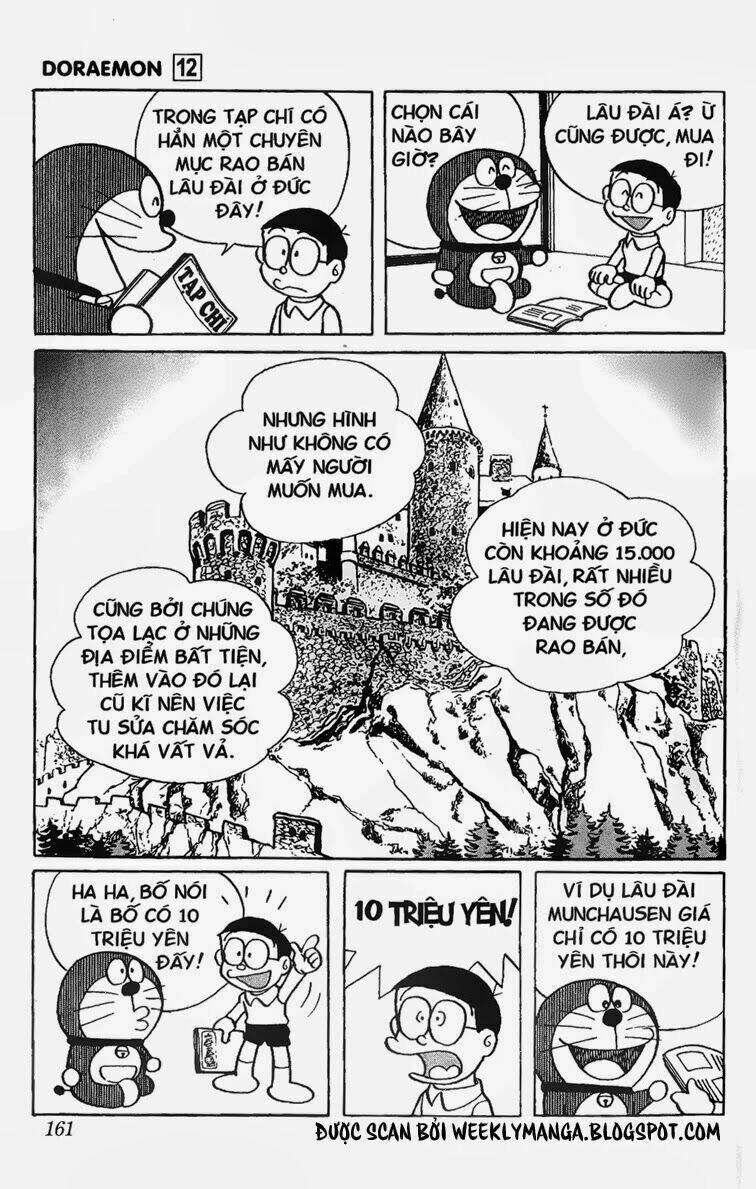 DORAEMON 12
LÂU ĐÀI Á? Ừ
CŨNG ĐƯỢC, MUA
ĐI!
CHỌN CÁI
NÀO BÂY
GIỜ?
TRONG TẠP CHÍ CÓ
HẲN MỘT CHUYÊN
MỤC RAO BÁN
LÂU ĐÀI Ở ĐỨC
ĐÂY!
TẠP CHÍ
HIỆN NAY Ở ĐỨC
CÒN KHOẢNG 15.000
LÂU ĐÀI, RẤT NHIỀU
TRONG SỐ ĐÓ
ĐANG ĐƯỢC
RAO BÁN,
NHƯNG HÌNH
NHƯ KHÔNG CÓ
MẤY NGƯỜI
MUỐN MUA.
CŨNG BỞI CHÚNG
TỌA LẠC Ở NHỮNG
ĐỊA ĐIỂM BẤT TIỆN,
THÊM VÀO ĐÓ LẠI
CŨ KĨ NÊN VIỆC
TU SỬA CHĂM SÓC
KHÁ VẤT VẢ.
VÍ DỤ LÂU ĐÀI
MUNCHAUSEN GIÁ
CHỈ CÓ 10 TRIỆU
YÊN THÔI NÀY!
10 TRIỆU YÊN!
HA HA, BỐ NÓI
LÀ BỐ CÓ 10
TRIỆU YÊN
ĐẤY!
161
ĐƯỢC SCAN BỞI WEEKLYMANGA.BLOGSPOT.COM